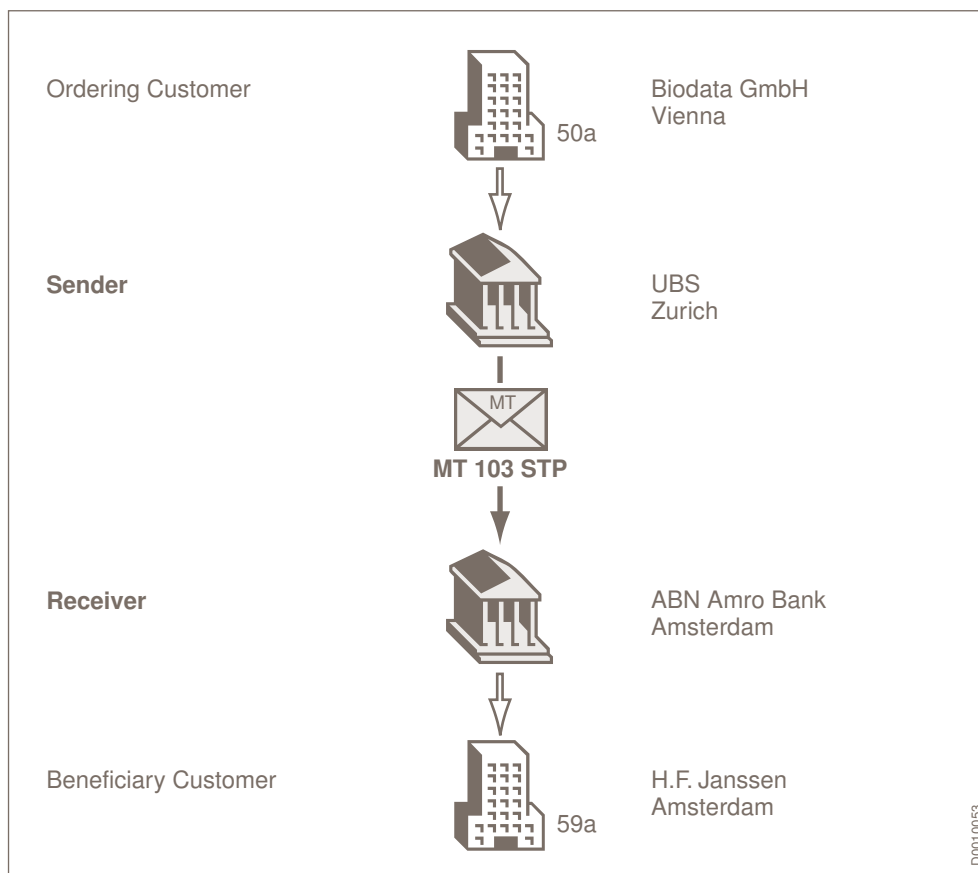 Ordering Customer
50a
Biodata GmbH
Vienna
Sender
UBS
Zurich
MT
MT 103 STP
Receiver
ABN Amro Bank
Amsterdam
Beneficiary Customer
59a
H.F. Janssen
Amsterdam
D0010053